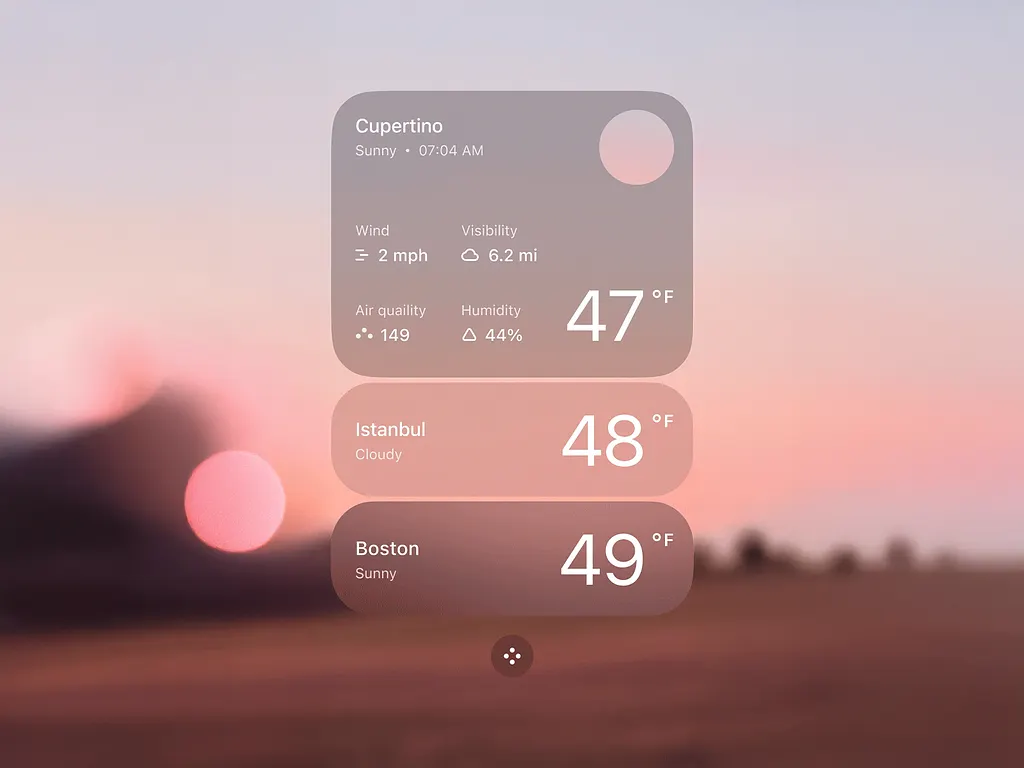 Cupertino
Sunny • 07:04 AM
Wind
2 mph
Visibility
6.2 mi
Air quaility
149
Humidity
44%
47 °F
Istanbul
Cloudy
48 °F
Boston
Sunny
49 °F